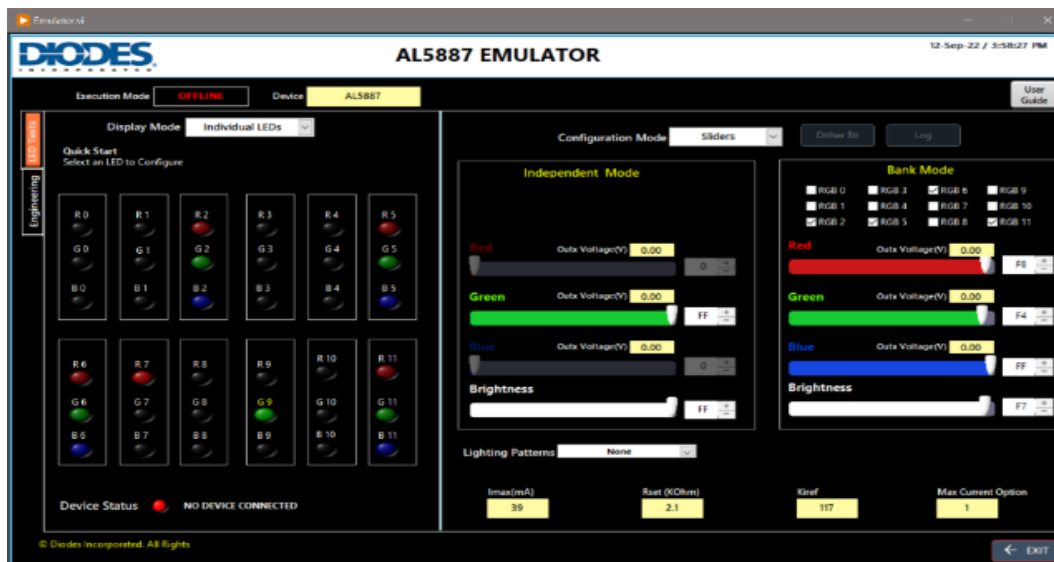 Emulator.vi
DIODES
INCORPORATED
AL5887 EMULATOR
12-Sep-22 / 3:58:27 PM
Execution Mode OFFLINE Device AL5887
User Guide
LED Tests
Engineering
Display Mode Individual LEDs
Quick Start
Select an LED to Configure
R 0 R 1 R 2 R 3 R 4 R 5
G 0 G 1 G 2 G 3 G 4 G 5
B 0 B 1 B 2 B 3 B 4 B 5
R 6 R 7 R 8 R 9 R 10 R 11
G 6 G 7 G 8 G 9 G 10 G 11
B 6 B 7 B 8 B 9 B 10 B 11
Device Status NO DEVICE CONNECTED
Configuration Mode Sliders Dither Bit Log
Independent Mode
Red Outx Voltage(V) 0.00
0
Green Outx Voltage(V) 0.00
FF
Blue Outx Voltage(V) 0.00
0
Brightness
FF
Bank Mode
RGB 0 RGB 3 RGB 6 RGB 9
RGB 1 RGB 4 RGB 7 RGB 10
RGB 2 RGB 5 RGB 8 RGB 11
Red Outx Voltage(V) 0.00
F8
Green Outx Voltage(V) 0.00
F4
Blue Outx Voltage(V) 0.00
FF
Brightness
F7
Lighting Patterns None
Imax(mA) Rset (KOhm) Kiref Max Current Option
39 2.1 117 1
© Diodes Incorporated. All Rights
EXIT